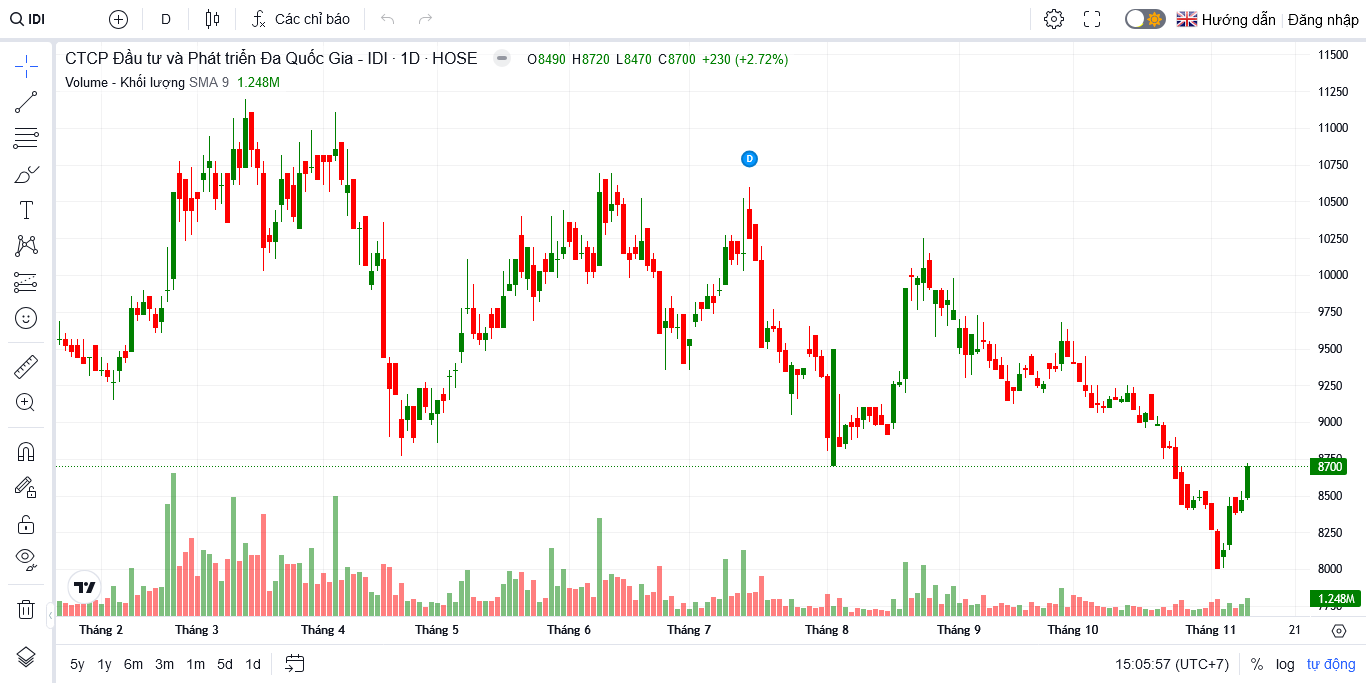 IDI D Các chỉ báo Hướng dẫn Đăng nhập
CTCP Đầu tư và Phát triển Đa Quốc Gia - IDI · 1D · HOSE O8490 H8720 L8470 C8700 +230 (+2.72%)
Volume - Khối lượng SMA 9 1.248M
D
11500
11250
11000
10750
10500
10250
10000
9750
9500
9250
9000
8750
8700
8500
8250
8000
1.248M
7750
Tháng 2 Tháng 3 Tháng 4 Tháng 5 Tháng 6 Tháng 7 Tháng 8 Tháng 9 Tháng 10 Tháng 11 21
5y 1y 6m 3m 1m 5d 1d 15:05:57 (UTC+7) % log tự động